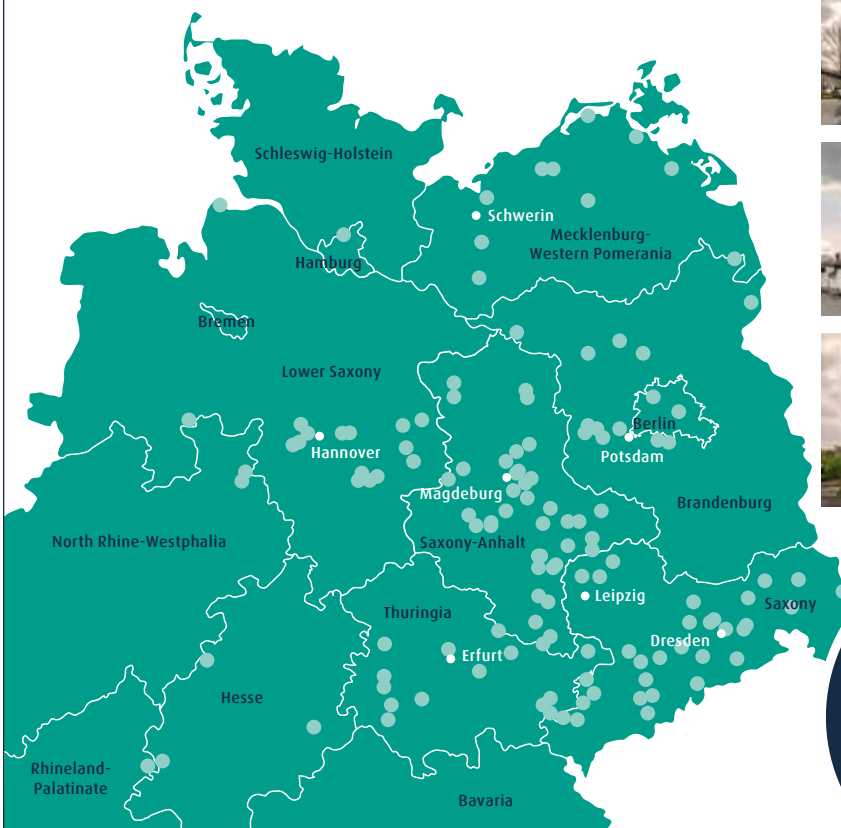 Schleswig-Holstein
Schwerin
Mecklenburg-
Western Pomerania
Hamburg
Bremen
Lower Saxony
Berlin
Hannover
Potsdam
Magdeburg
Brandenburg
North Rhine-Westphalia
Saxony-Anhalt
Leipzig
Saxony
Thuringia
Dresden
Erfurt
Hesse
Rhineland-
Palatinate
Bavaria